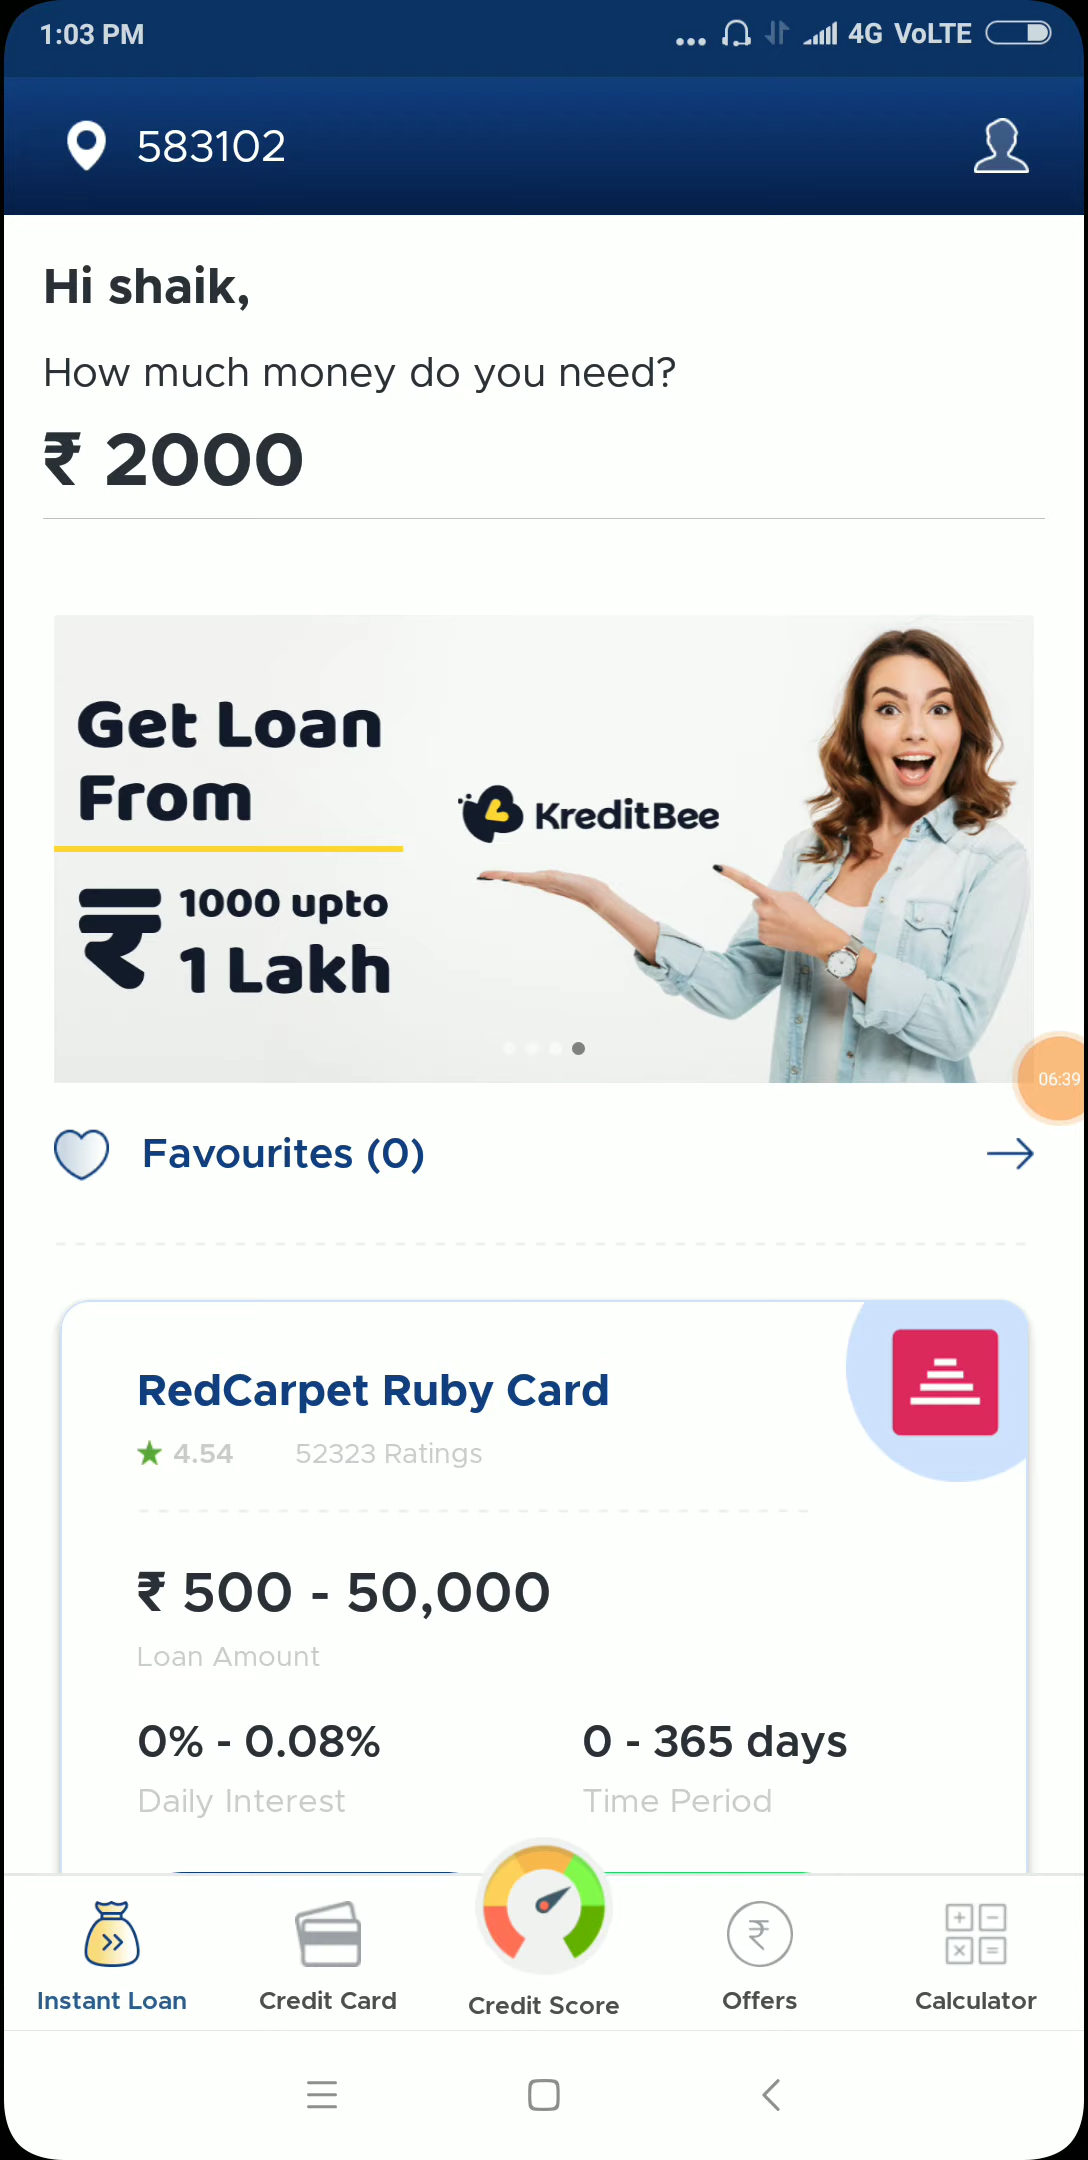 1:03 PM
4G VoLTE
583102
Hi shaik,
How much money do you need?
₹ 2000
Get Loan
From
KreditBee
₹ 1000 upto
1 Lakh
06:39
Favourites (0)
RedCarpet Ruby Card
4.54 52323 Ratings
₹ 500 - 50,000
Loan Amount
0% - 0.08% 0 - 365 days
Daily Interest Time Period
Instant Loan Credit Card Credit Score Offers Calculator